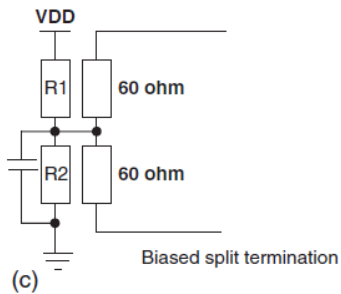 VDD
R1
60 ohm
R2
60 ohm
Biased split termination
(c)